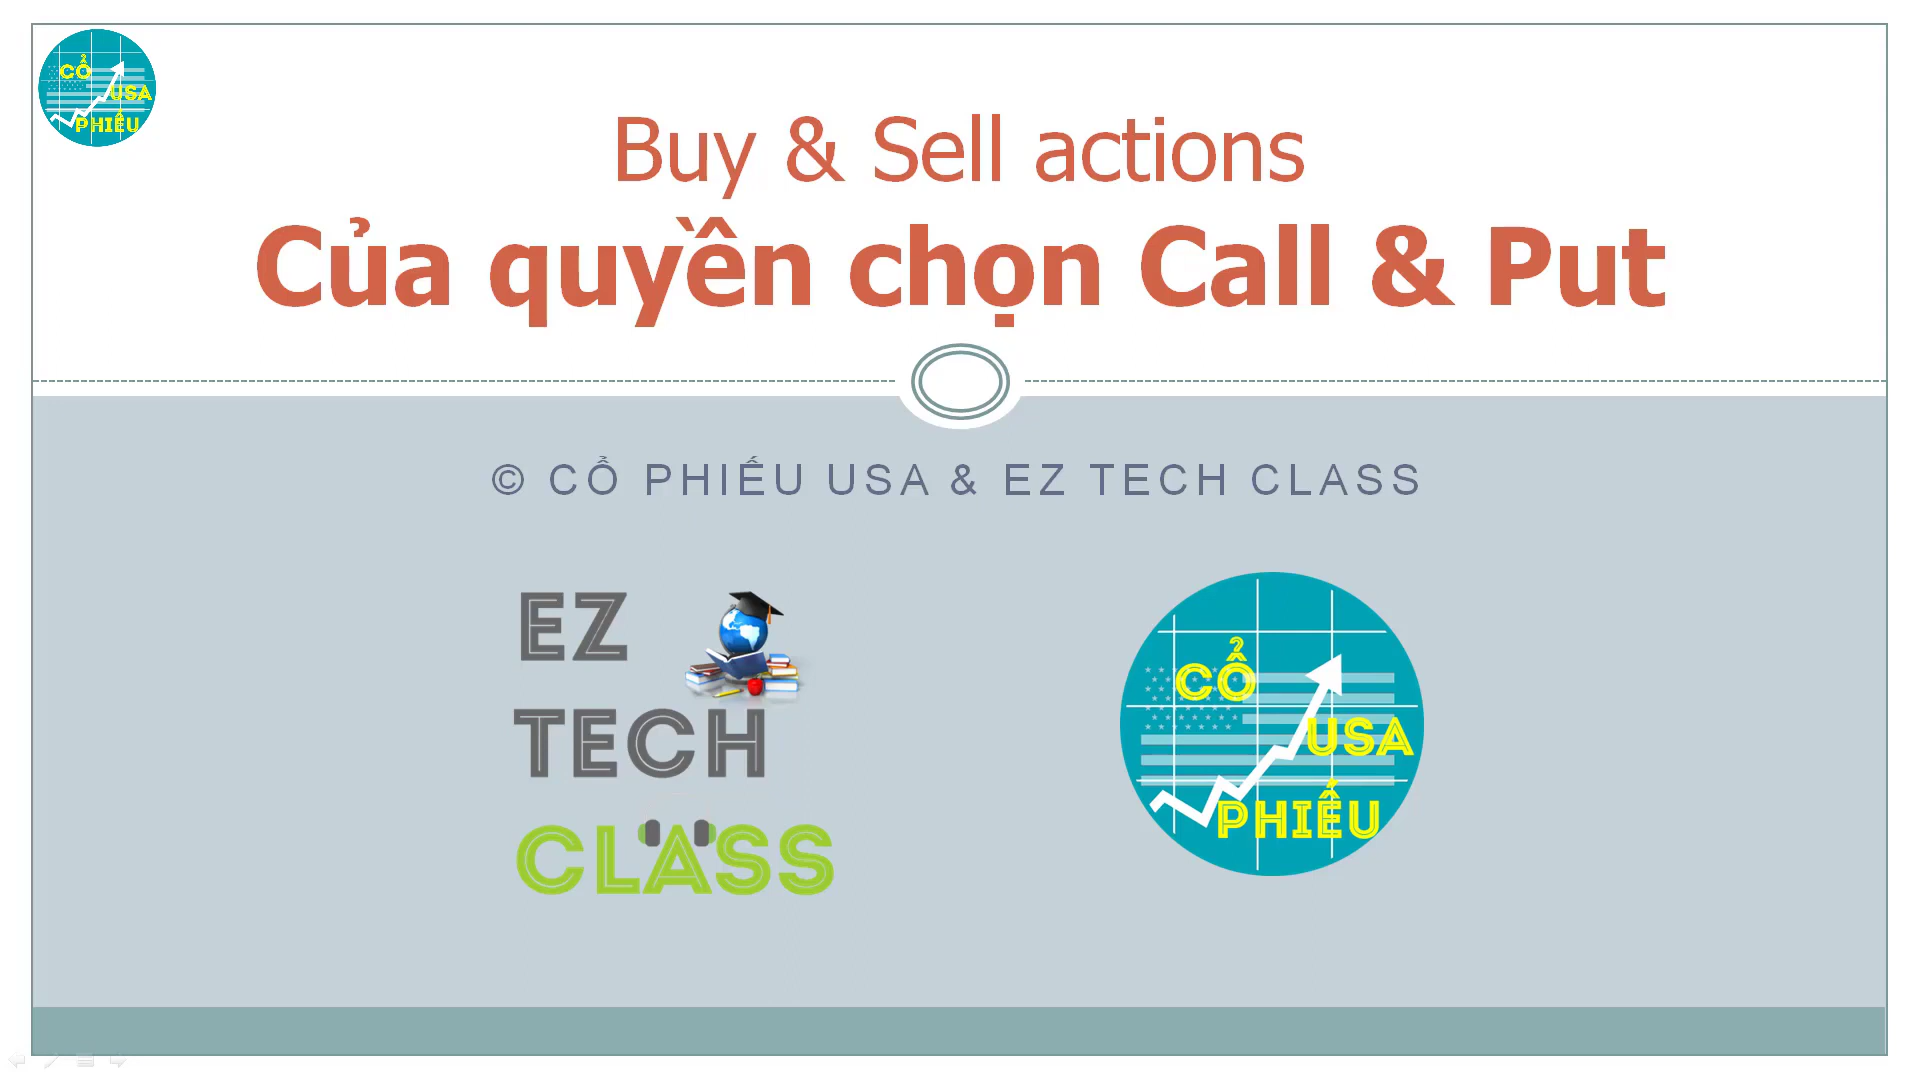 CỔ
USA
PHIẾU
Buy & Sell actions
Của quyền chọn Call & Put
© CỔ PHIẾU USA & EZ TECH CLASS
EZ
TECH
CLASS
CỔ
USA
PHIẾU